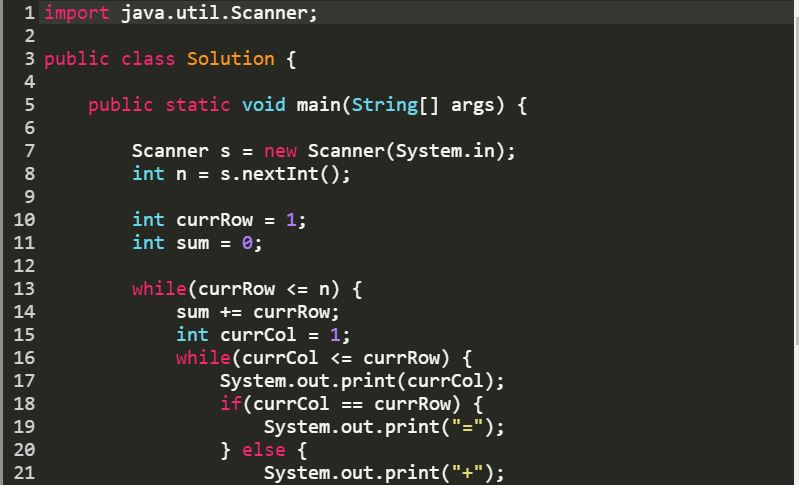 1 import java.util.Scanner;
2
3 public class Solution {
4
5     public static void main(String[] args) {
6
7         Scanner s = new Scanner(System.in);
8         int n = s.nextInt();
9
10         int currRow = 1;
11         int sum = 0;
12
13         while(currRow <= n) {
14             sum += currRow;
15             int currCol = 1;
16             while(currCol <= currRow) {
17                 System.out.print(currCol);
18                 if(currCol == currRow) {
19                     System.out.print("=");
20                 } else {
21                     System.out.print("+");